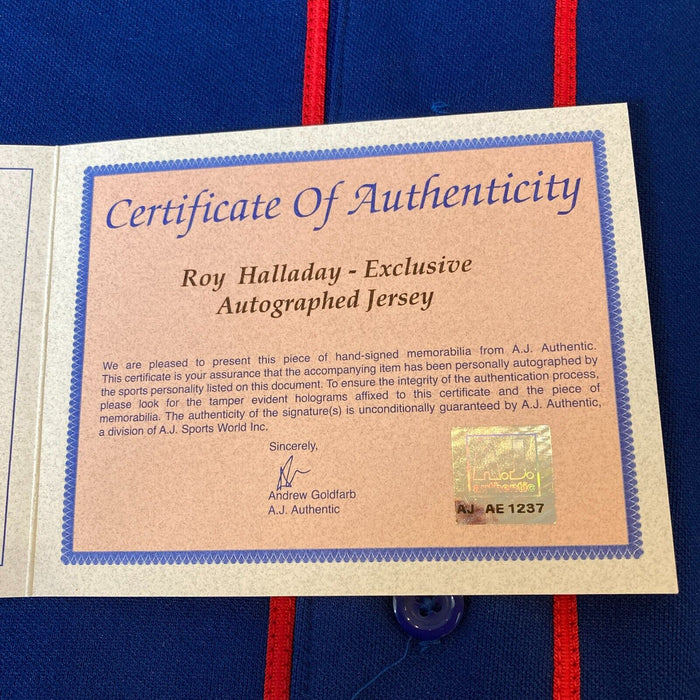 Certificate Of Authenticity
Roy Halladay - Exclusive
Autographed Jersey
We are pleased to present this piece of hand-signed memorabilia from A.J. Authentic.
This certificate is your assurance that the accompanying item has been personally autographed by
the sports personality listed on this document. To ensure the integrity of the authentication process,
please look for the tamper evident holograms affixed to this certificate and the piece of
memorabilia. The authenticity of the signature(s) is unconditionally guaranteed by A.J. Authentic,
a division of A.J. Sports World Inc.
Sincerely,
Andrew Goldfarb
A.J. Authentic
authentic
AJ AE 1237